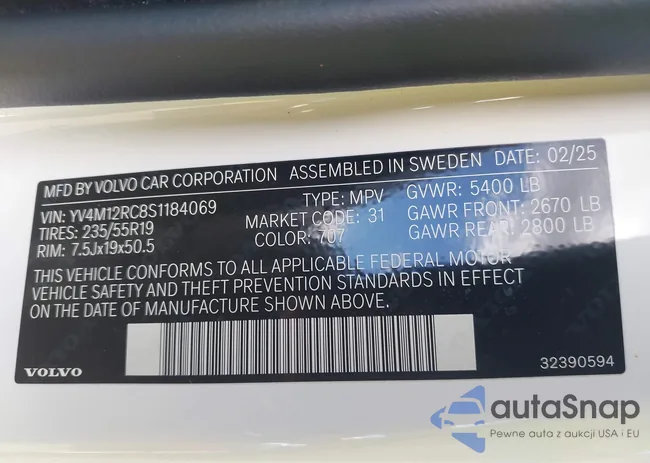 MFD BY VOLVO CAR CORPORATION ASSEMBLED IN SWEDEN DATE: 02/25
VIN: YV4M12RC8S1184069 TYPE: MPV GVWR: 5400 LB
TIRES: 235/55R19 MARKET CODE: 31 GAWR FRONT: 2670 LB
RIM: 7.5Jx19x50.5 COLOR: 707 GAWR REAR: 2800 LB
THIS VEHICLE CONFORMS TO ALL APPLICABLE FEDERAL MOTOR
VEHICLE SAFETY AND THEFT PREVENTION STANDARDS IN EFFECT
ON THE DATE OF MANUFACTURE SHOWN ABOVE.
VOLVO 32390594
autaSnap
Pewne auta z aukcji USA i EU